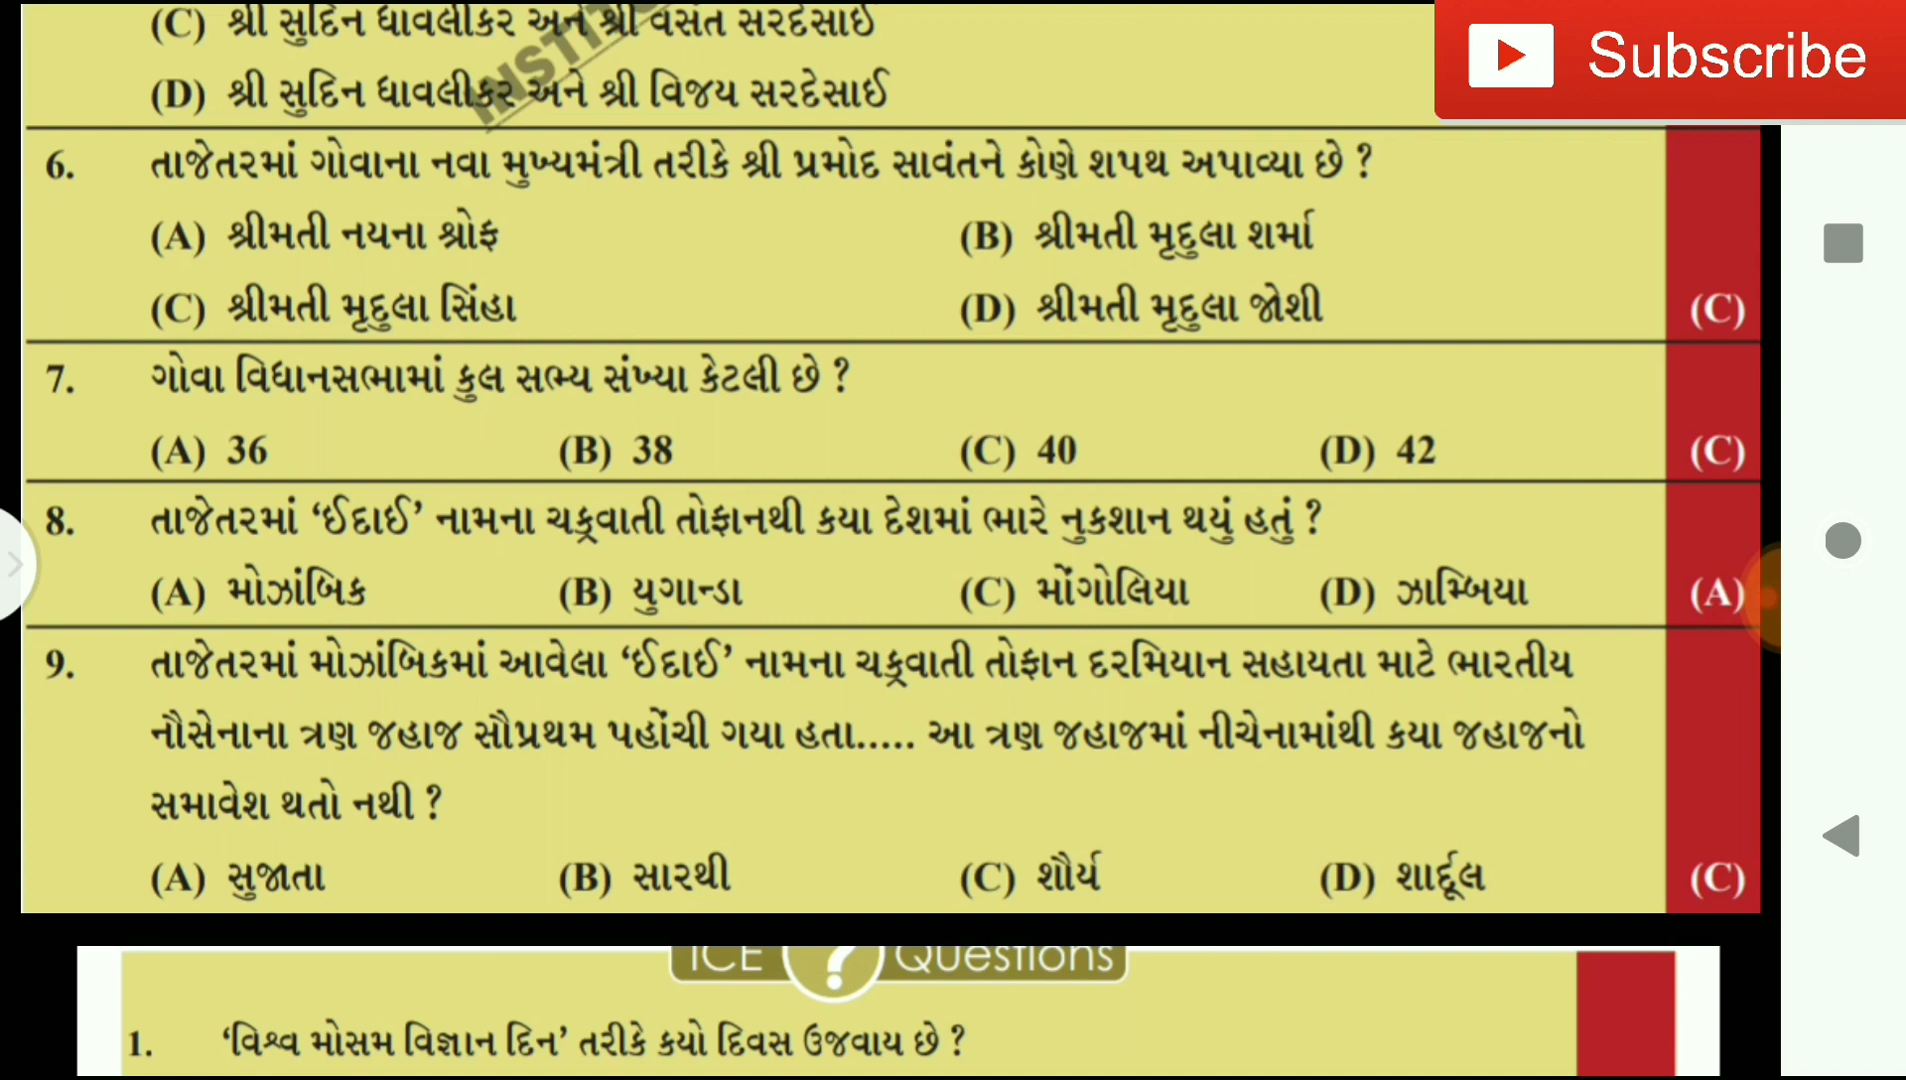 (C) શ્રી સુદિન ધાવલીકર અને શ્રી વસંત સરદેસાઈ
Subscribe
(D) શ્રી સુદિન ધાવલીકર અને શ્રી વિજય સરદેસાઈ
6. તાજેતરમાં ગોવાના નવા મુખ્યમંત્રી તરીકે શ્રી પ્રમોદ સાવંતને કોણે શપથ અપાવ્યા છે ?
(A) શ્રીમતી નયના શ્રોફ (B) શ્રીમતી મૃદુલા શર્મા
(C) શ્રીમતી મૃદુલા સિંહા (D) શ્રીમતી મૃદુલા જોશી (C)
7. ગોવા વિધાનસભામાં કુલ સભ્ય સંખ્યા કેટલી છે ?
(A) 36 (B) 38 (C) 40 (D) 42 (C)
8. તાજેતરમાં ‘ઈદાઈ’ નામના ચક્રવાતી તોફાનથી કયા દેશમાં ભારે નુકશાન થયું હતું ?
(A) મોઝાંબિક (B) યુગાન્ડા (C) મોંગોલિયા (D) ઝામ્બિયા (A)
9. તાજેતરમાં મોઝાંબિકમાં આવેલા ‘ઈદાઈ’ નામના ચક્રવાતી તોફાન દરમિયાન સહાયતા માટે ભારતીય
નૌસેનાના ત્રણ જહાજ સૌપ્રથમ પહોંચી ગયા હતા..... આ ત્રણ જહાજમાં નીચેનામાંથી કયા જહાજનો
સમાવેશ થતો નથી ?
(A) સુજાતા (B) સારથી (C) શૌર્ય (D) શાર્દૂલ (C)
ICE ? Questions
1. ‘વિશ્વ મોસમ વિજ્ઞાન દિન’ તરીકે કયો દિવસ ઉજવાય છે ?